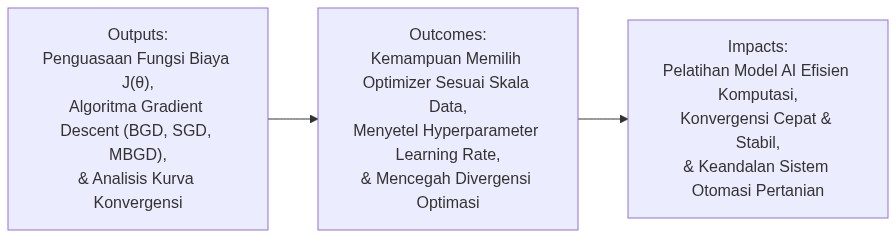 Outputs:
Penguasaan Fungsi Biaya
J(θ),
Algoritma Gradient
Descent (BGD, SGD,
MBGD),
& Analisis Kurva
Konvergensi
Outcomes:
Kemampuan Memilih
Optimizer Sesuai Skala
Data,
Menyetel Hyperparameter
Learning Rate,
& Mencegah Divergensi
Optimasi
Impacts:
Pelatihan Model AI Efisien
Komputasi,
Konvergensi Cepat &
Stabil,
& Keandalan Sistem
Otomasi Pertanian